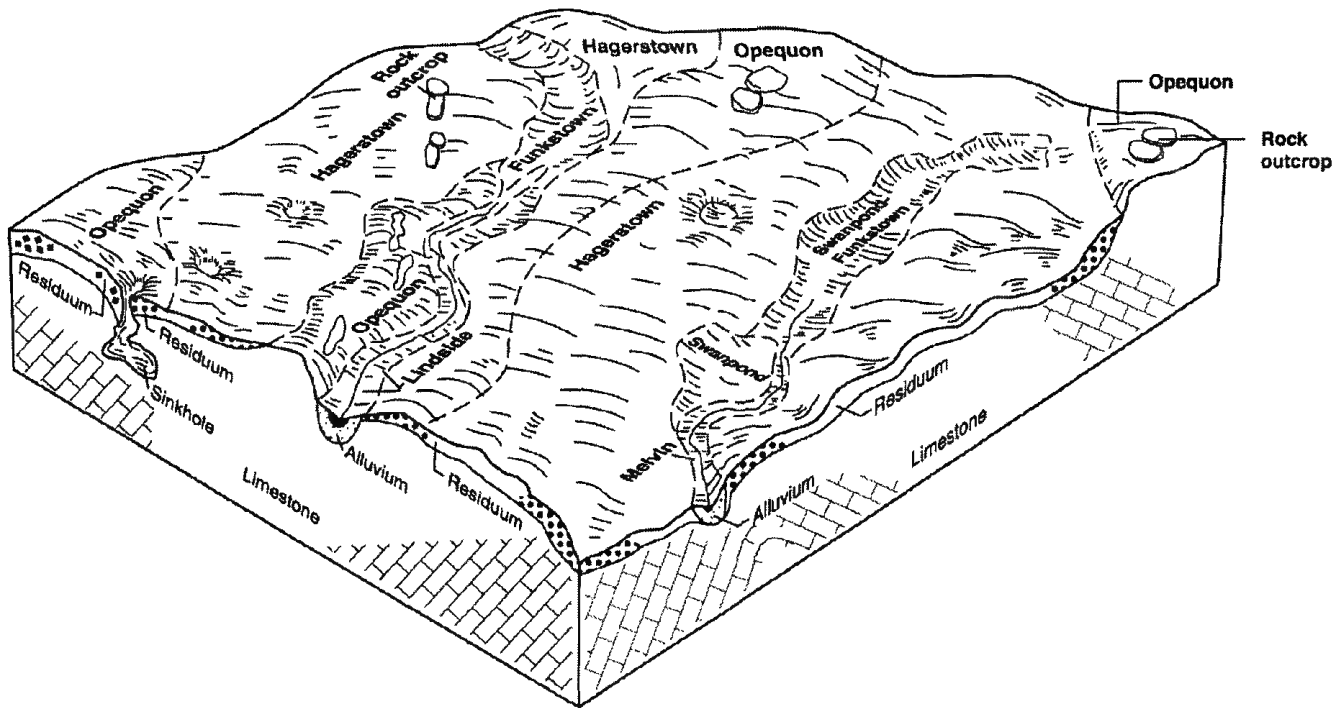 Hagerstown
Opequon
Rock
outcrop
Opequon
Rock
outcrop
Hagerstown
Funkstown
Opequon
Hagerstown
Swanpond-
Funkstown
Residuum
Opequon
Residuum
Lindside
Swanpond
Sinkhole
Residuum
Melvin
Alluvium
Limestone
Limestone
Residuum
Alluvium